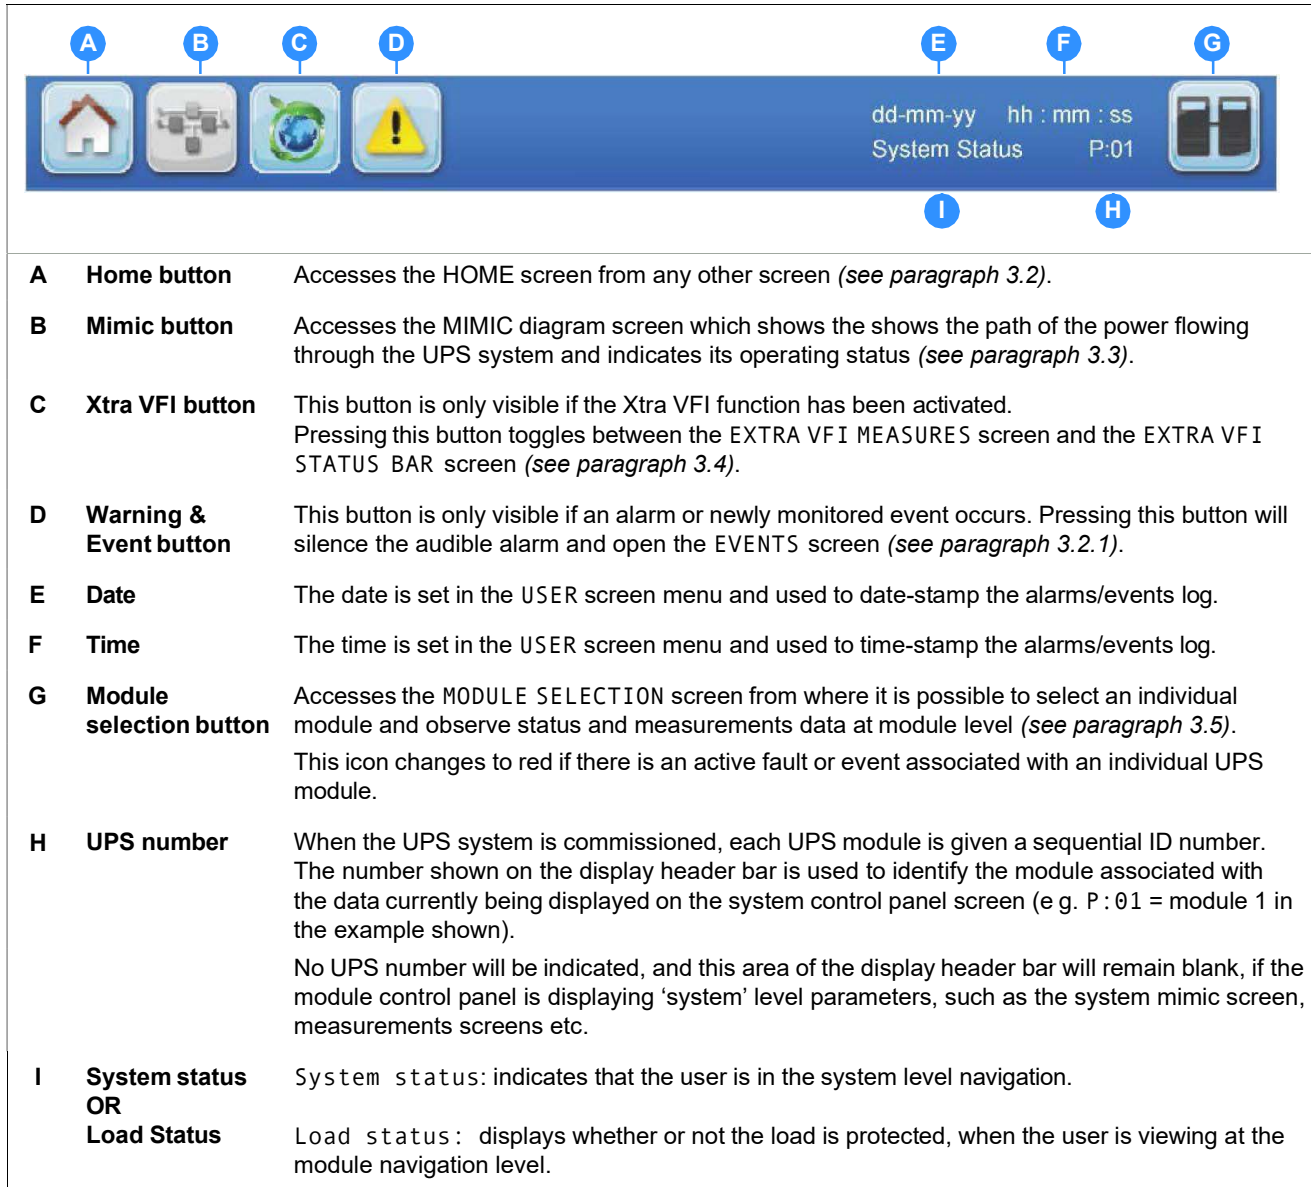 A B C D E F G
dd-mm-yy hh : mm : ss
System Status P:01
I H
A Home button Accesses the HOME screen from any other screen (see paragraph 3.2).
B Mimic button Accesses the MIMIC diagram screen which shows the shows the path of the power flowing
through the UPS system and indicates its operating status (see paragraph 3.3).
C Xtra VFI button This button is only visible if the Xtra VFI function has been activated.
Pressing this button toggles between the EXTRA VFI MEASURES screen and the EXTRA VFI
STATUS BAR screen (see paragraph 3.4).
D Warning & This button is only visible if an alarm or newly monitored event occurs. Pressing this button will
Event button silence the audible alarm and open the EVENTS screen (see paragraph 3.2.1).
E Date The date is set in the USER screen menu and used to date-stamp the alarms/events log.
F Time The time is set in the USER screen menu and used to time-stamp the alarms/events log.
G Module Accesses the MODULE SELECTION screen from where it is possible to select an individual
selection button module and observe status and measurements data at module level (see paragraph 3.5).
This icon changes to red if there is an active fault or event associated with an individual UPS
module.
H UPS number When the UPS system is commissioned, each UPS module is given a sequential ID number.
The number shown on the display header bar is used to identify the module associated with
the data currently being displayed on the system control panel screen (e g. P:01 = module 1 in
the example shown).
No UPS number will be indicated, and this area of the display header bar will remain blank, if the
module control panel is displaying ‘system’ level parameters, such as the system mimic screen,
measurements screens etc.
I System status System status: indicates that the user is in the system level navigation.
OR
Load Status Load status: displays whether or not the load is protected, when the user is viewing at the
module navigation level.